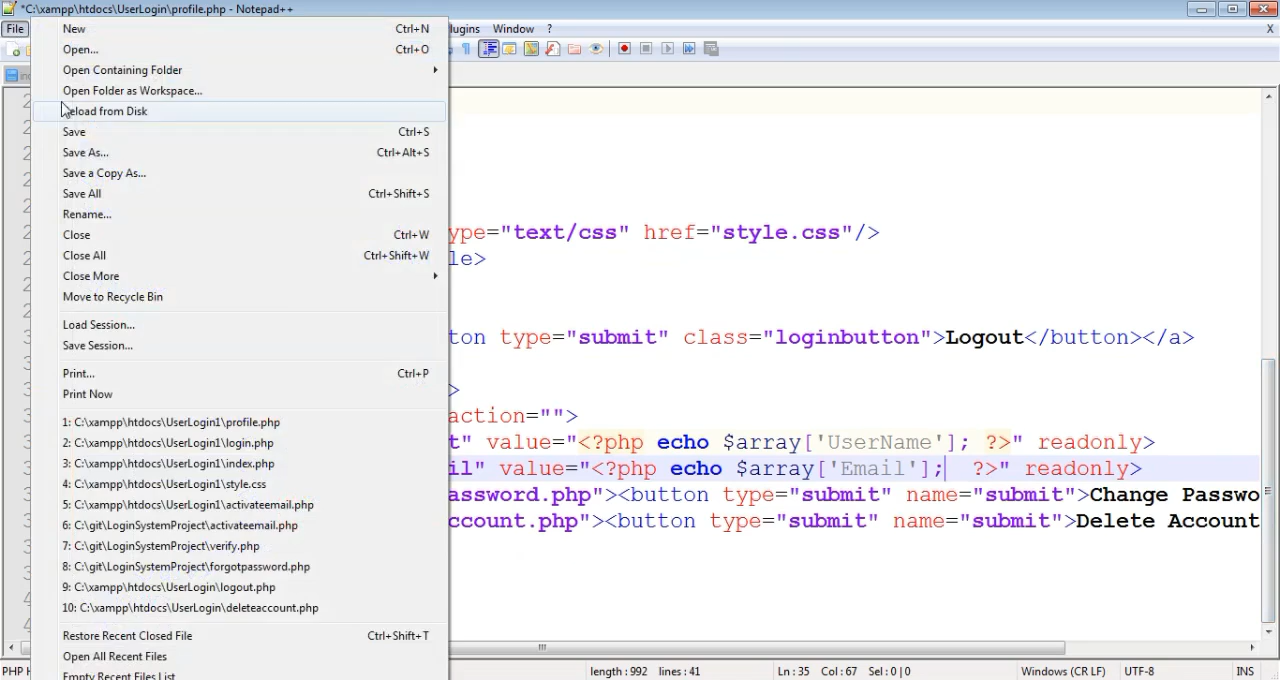 *C:\xampp\htdocs\UserLogin\profile.php - Notepad++
File lugins Window ? X
New Ctrl+N
Open... Ctrl+O
Open Containing Folder
Open Folder as Workspace...
eload from Disk
Save Ctrl+S
Save As... Ctrl+Alt+S
Save a Copy As...
Save All Ctrl+Shift+S
Rename...
Close Ctrl+W
Close All Ctrl+Shift+W
Close More
Move to Recycle Bin
Load Session...
Save Session...
Print... Ctrl+P
Print Now
1: C:\xampp\htdocs\UserLogin1\profile.php
2: C:\xampp\htdocs\UserLogin1\login.php
3: C:\xampp\htdocs\UserLogin1\index.php
4: C:\xampp\htdocs\UserLogin1\style.css
5: C:\xampp\htdocs\UserLogin1\activateemail.php
6: C:\git\LoginSystemProject\activateemail.php
7: C:\git\LoginSystemProject\verify.php
8: C:\git\LoginSystemProject\forgotpassword.php
9: C:\xampp\htdocs\UserLogin\logout.php
10: C:\xampp\htdocs\UserLogin\deleteaccount.php
Restore Recent Closed File Ctrl+Shift+T
Open All Recent Files
Empty Recent Files List
ype="text/css" href="style.css"/>
le>
ton type="submit" class="loginbutton">Logout</button></a>
>
action="">
t" value="<?php echo $array['UserName']; ?>" readonly>
il" value="<?php echo $array['Email'];  ?>" readonly>
assword.php"><button type="submit" name="submit">Change Passwo
count.php"><button type="submit" name="submit">Delete Account
PHP H length : 992 lines : 41 Ln : 35 Col : 67 Sel : 0 | 0 Windows (CR LF) UTF-8 INS